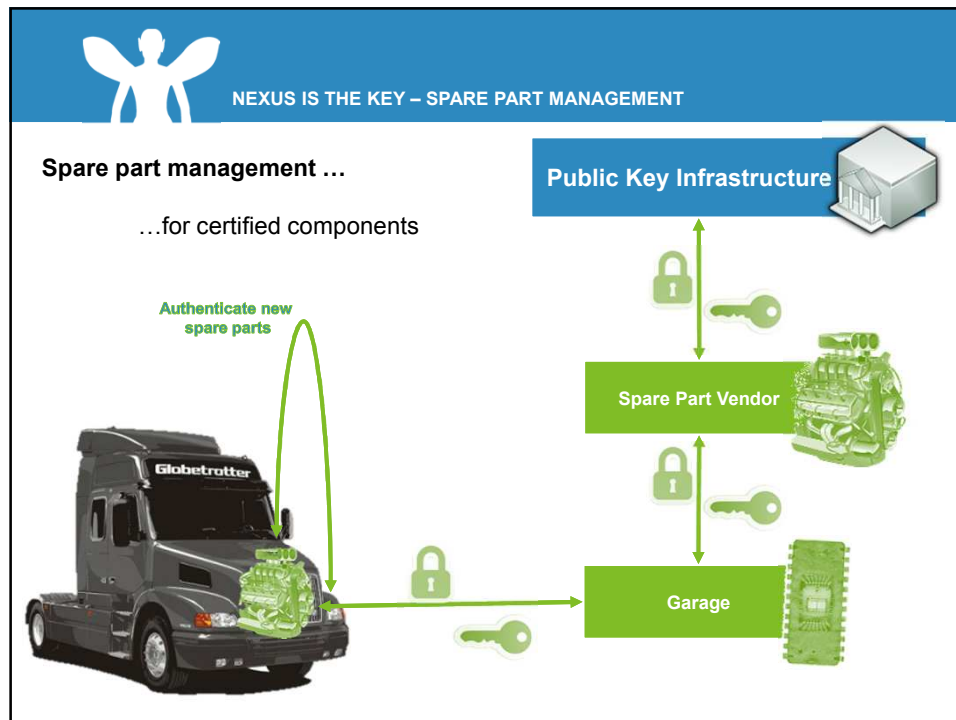 NEXUS IS THE KEY – SPARE PART MANAGEMENT
Spare part management …
…for certified components
Public Key Infrastructure
Authenticate new
spare parts
Spare Part Vendor
Globetrotter
Garage